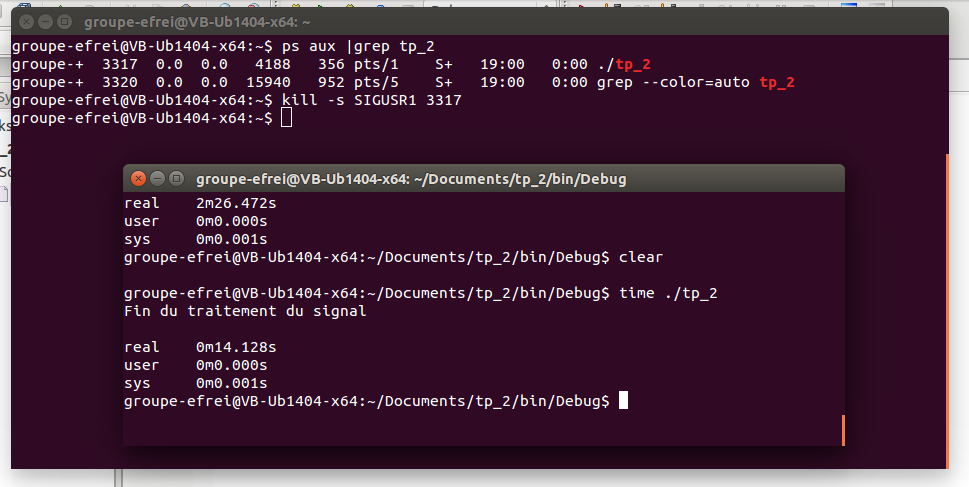 groupe-efrei@VB-Ub1404-x64: ~
groupe-efrei@VB-Ub1404-x64:~$ ps aux |grep tp_2
groupe-+  3317  0.0  0.0   4188   356 pts/1    S+   19:00   0:00 ./tp_2
groupe-+  3320  0.0  0.0  15940   952 pts/5    S+   19:00   0:00 grep --color=auto tp_2
groupe-efrei@VB-Ub1404-x64:~$ kill -s SIGUSR1 3317
groupe-efrei@VB-Ub1404-x64:~$
groupe-efrei@VB-Ub1404-x64: ~/Documents/tp_2/bin/Debug
real    2m26.472s
user    0m0.000s
sys     0m0.001s
groupe-efrei@VB-Ub1404-x64:~/Documents/tp_2/bin/Debug$ clear
groupe-efrei@VB-Ub1404-x64:~/Documents/tp_2/bin/Debug$ time ./tp_2
Fin du traitement du signal
real    0m14.128s
user    0m0.000s
sys     0m0.001s
groupe-efrei@VB-Ub1404-x64:~/Documents/tp_2/bin/Debug$